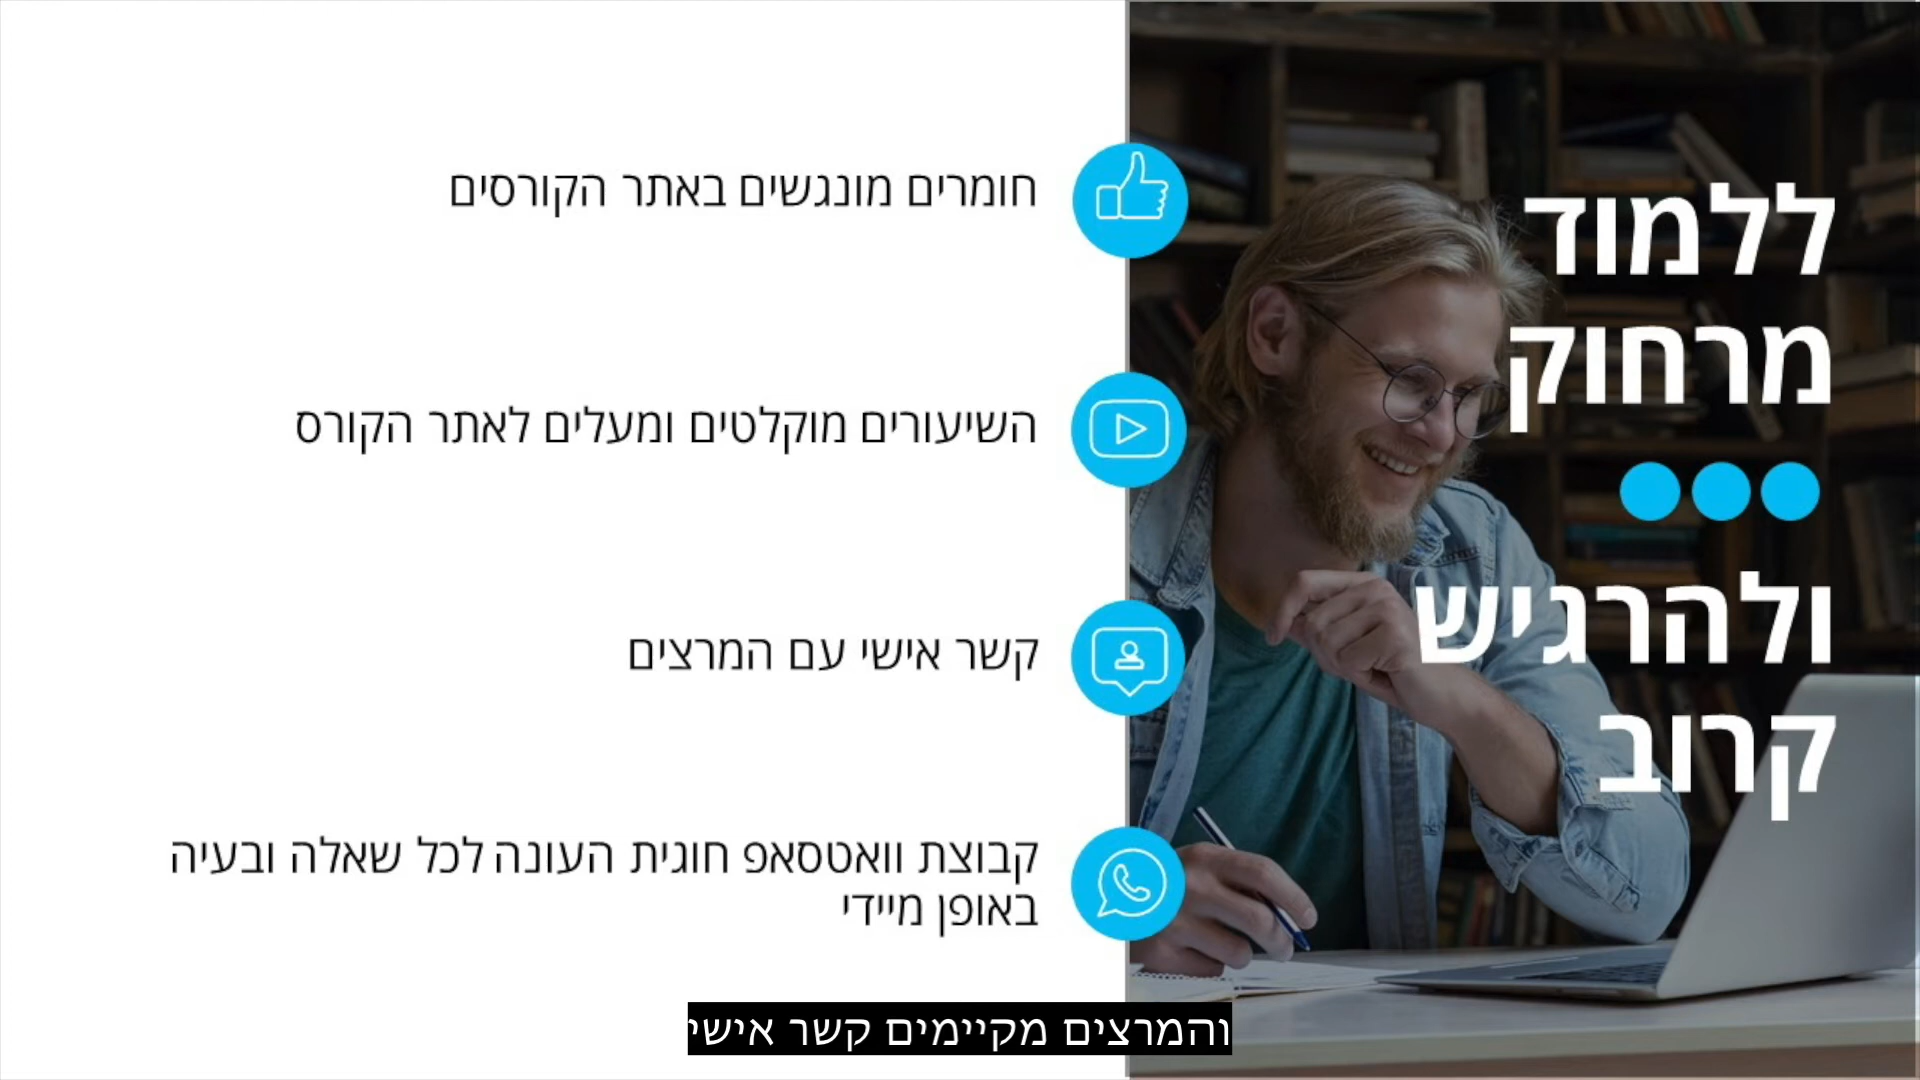 ללמוד
מרחוק
ולהרגיש
קרוב
חומרים מונגשים באתר הקורסים
השיעורים מוקלטים ומעלים לאתר הקורס
קשר אישי עם המרצים
קבוצת וואטסאפ חוגית העונה לכל שאלה ובעיה
באופן מיידי
והמרצים מקיימים קשר אישי